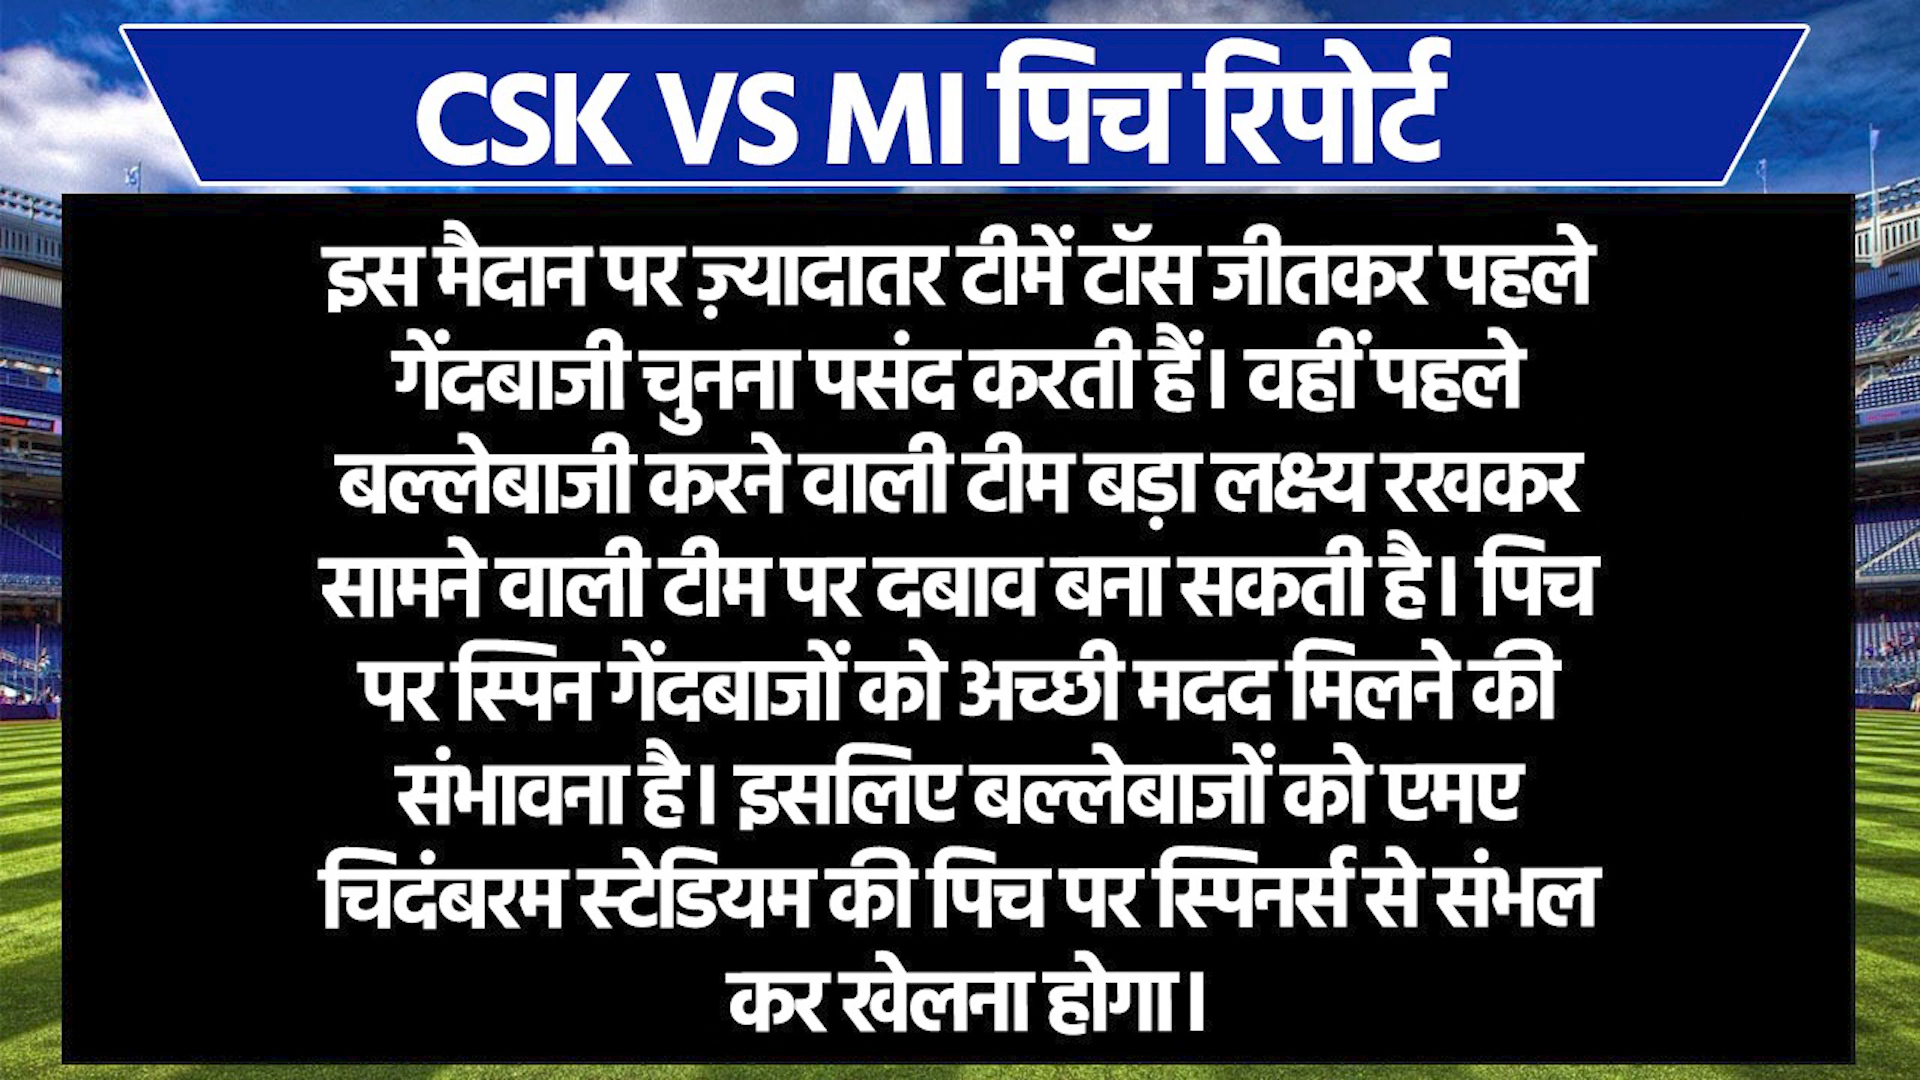 CSK VS MI पिच रिपोर्ट
इस मैदान पर ज़्यादातर टीमें टॉस जीतकर पहले
गेंदबाजी चुनना पसंद करती हैं। वहीं पहले
बल्लेबाजी करने वाली टीम बड़ा लक्ष्य रखकर
सामने वाली टीम पर दबाव बना सकती है। पिच
पर स्पिन गेंदबाजों को अच्छी मदद मिलने की
संभावना है। इसलिए बल्लेबाजों को एमए
चिदंबरम स्टेडियम की पिच पर स्पिनर्स से संभल
कर खेलना होगा।